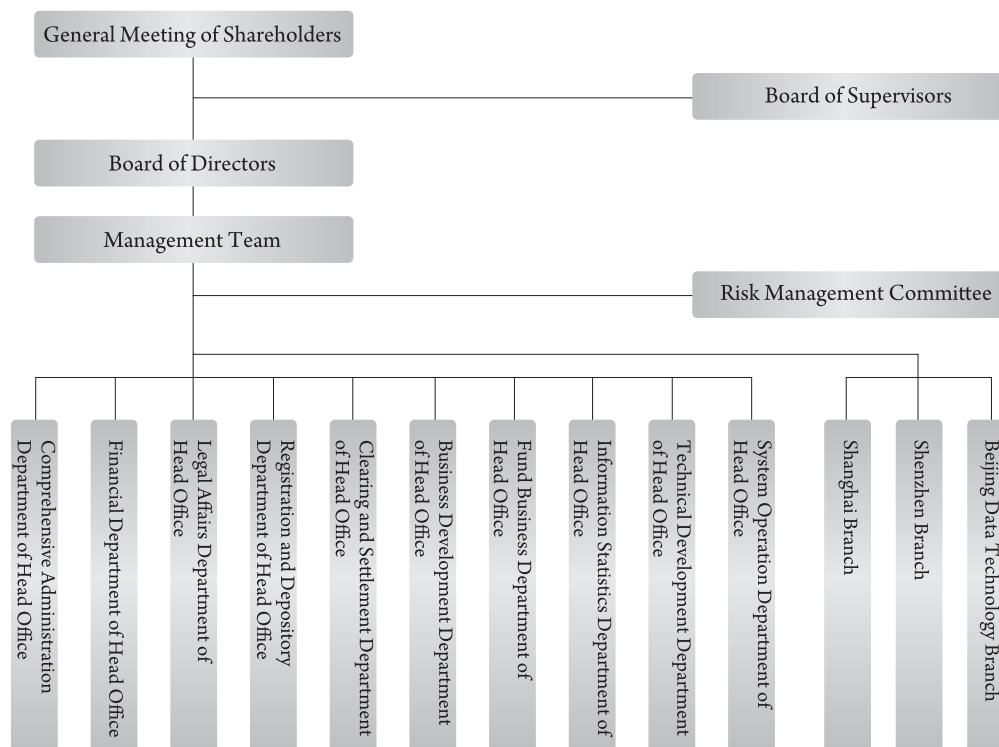 General Meeting of Shareholders
Board of Supervisors
Board of Directors
Management Team
Risk Management Committee
Comprehensive Administration
Department of Head Office
Financial Department of Head Office
Legal Affairs Department of
Head Office
Registration and Depository
Department of Head Office
Clearing and Settlement Department
of Head Office
Business Development Department
of Head Office
Fund Business Department of
Head Office
Information Statistics Department of
Head Office
Technical Development Department
of Head Office
System Operation Department of
Head Office
Shanghai Branch
Shenzhen Branch
Beijing Data Technology Branch